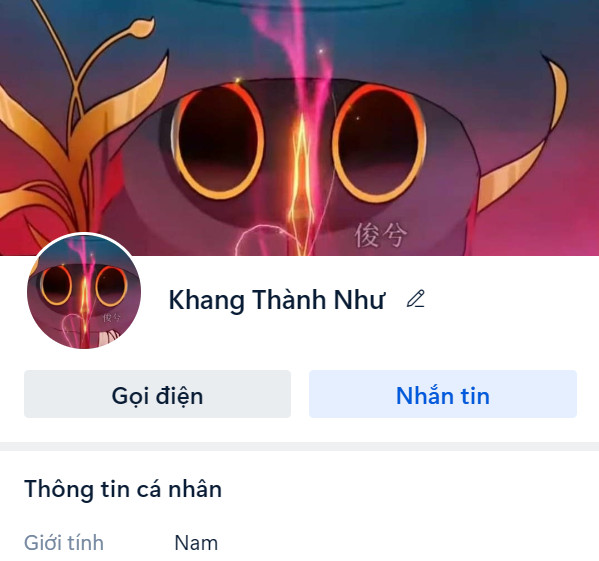 俊兮
俊兮
Khang Thành Như
Gọi điện
Nhắn tin
Thông tin cá nhân
Giới tính Nam